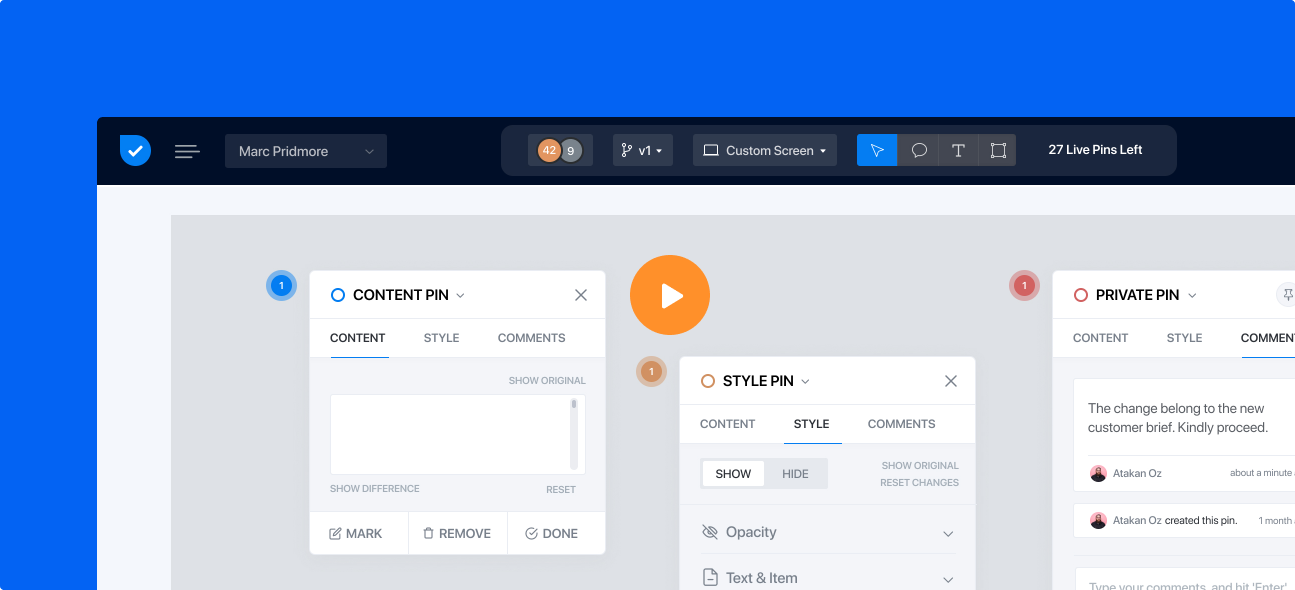 Marc Pridmore
42 9
v1
Custom Screen
27 Live Pins Left
1
CONTENT PIN
CONTENT STYLE COMMENTS
SHOW ORIGINAL
SHOW DIFFERENCE RESET
MARK REMOVE DONE
1
STYLE PIN
CONTENT STYLE COMMENTS
SHOW HIDE
SHOW ORIGINAL
RESET CHANGES
Opacity
Text & Item
1
PRIVATE PIN
CONTENT STYLE COMMEN
The change belong to the new
customer brief. Kindly proceed.
Atakan Oz about a minute
Atakan Oz created this pin. 1 month
Type your comments, and hit 'Enter'